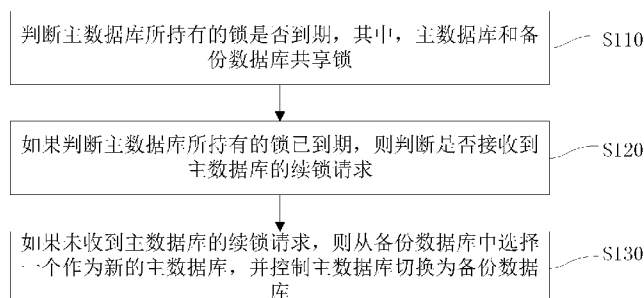 判断主数据库所持有的锁是否到期，其中，主数据库和备
份数据库共享锁
S110
如果判断主数据库所持有的锁已到期，则判断是否接收到
主数据库的续锁请求
S120
如果未收到主数据库的续锁请求，则从备份数据库中选择
一个作为新的主数据库，并控制主数据库切换为备份数据
库
S130